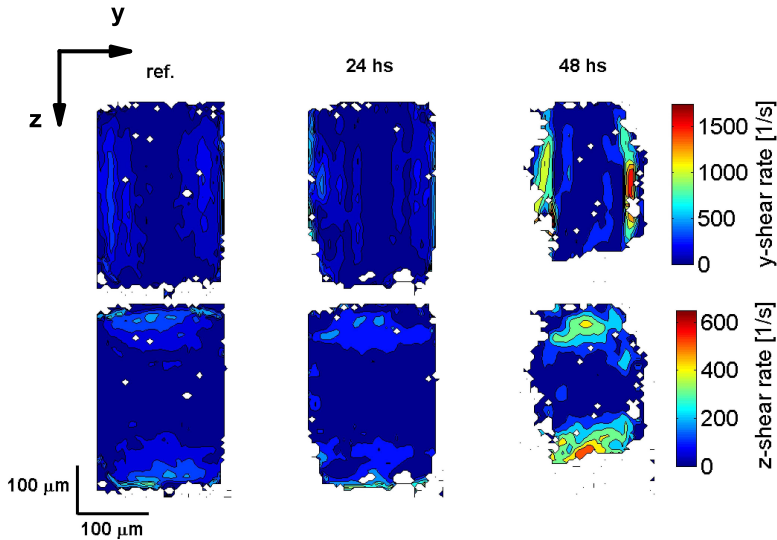 y
z
ref.
24 hs
48 hs
1500
1000
500
0
y-shear rate [1/s]
600
400
200
0
z-shear rate [1/s]
100 μm
100 μm